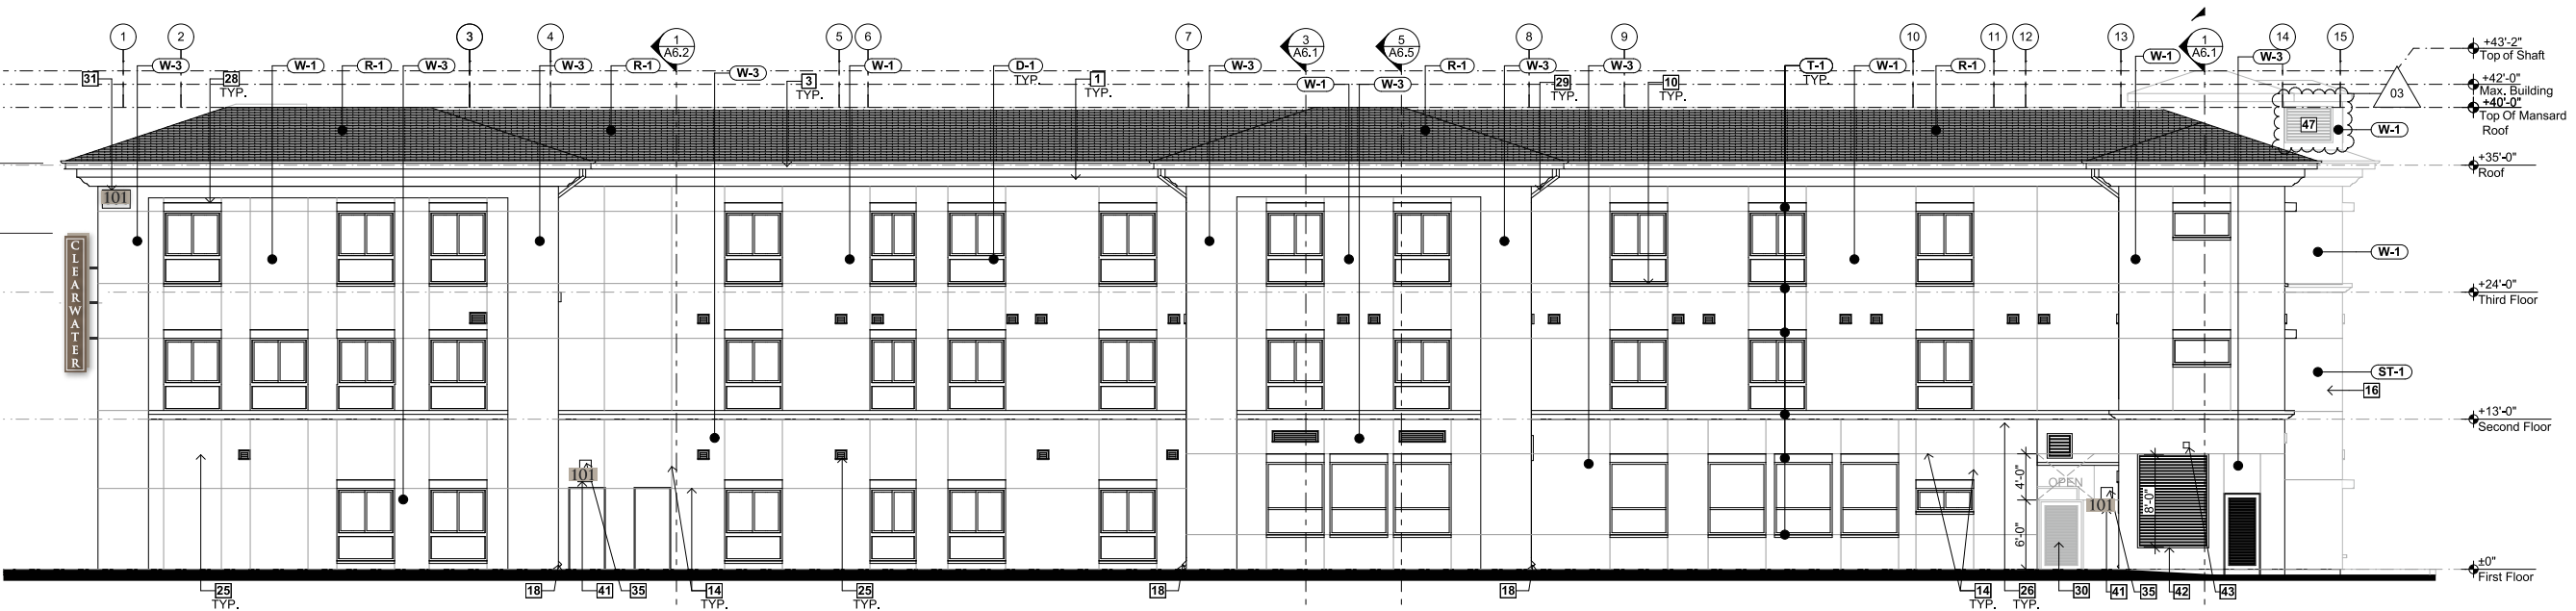 1
2
3
4
1
A6.2
5
6
7
3
A6.1
5
A6.5
8
9
10
11
12
13
1
A6.1
14
15
+43'-2"
Top of Shaft
31
W-3
28
TYP.
W-1
R-1
W-3
W-3
R-1
W-3
3
TYP.
W-1
D-1
TYP.
1
TYP.
W-3
W-1
W-3
R-1
W-3
29
TYP.
W-3
10
TYP.
T-1
TYP.
W-1
R-1
W-1
W-3
+42'-0"
Max. Building
03
+40'-0"
Top Of Mansard
Roof
47
W-1
+35'-0"
Roof
101
CLEARWATER
W-1
+24'-0"
Third Floor
ST-1
16
+13'-0"
Second Floor
101
4'-0"
OPEN
8'-0"
101
6'-0"
±0"
First Floor
25
TYP.
18
41
35
14
TYP.
25
TYP.
18
18
14
TYP.
26
TYP.
30
41
35
42
43